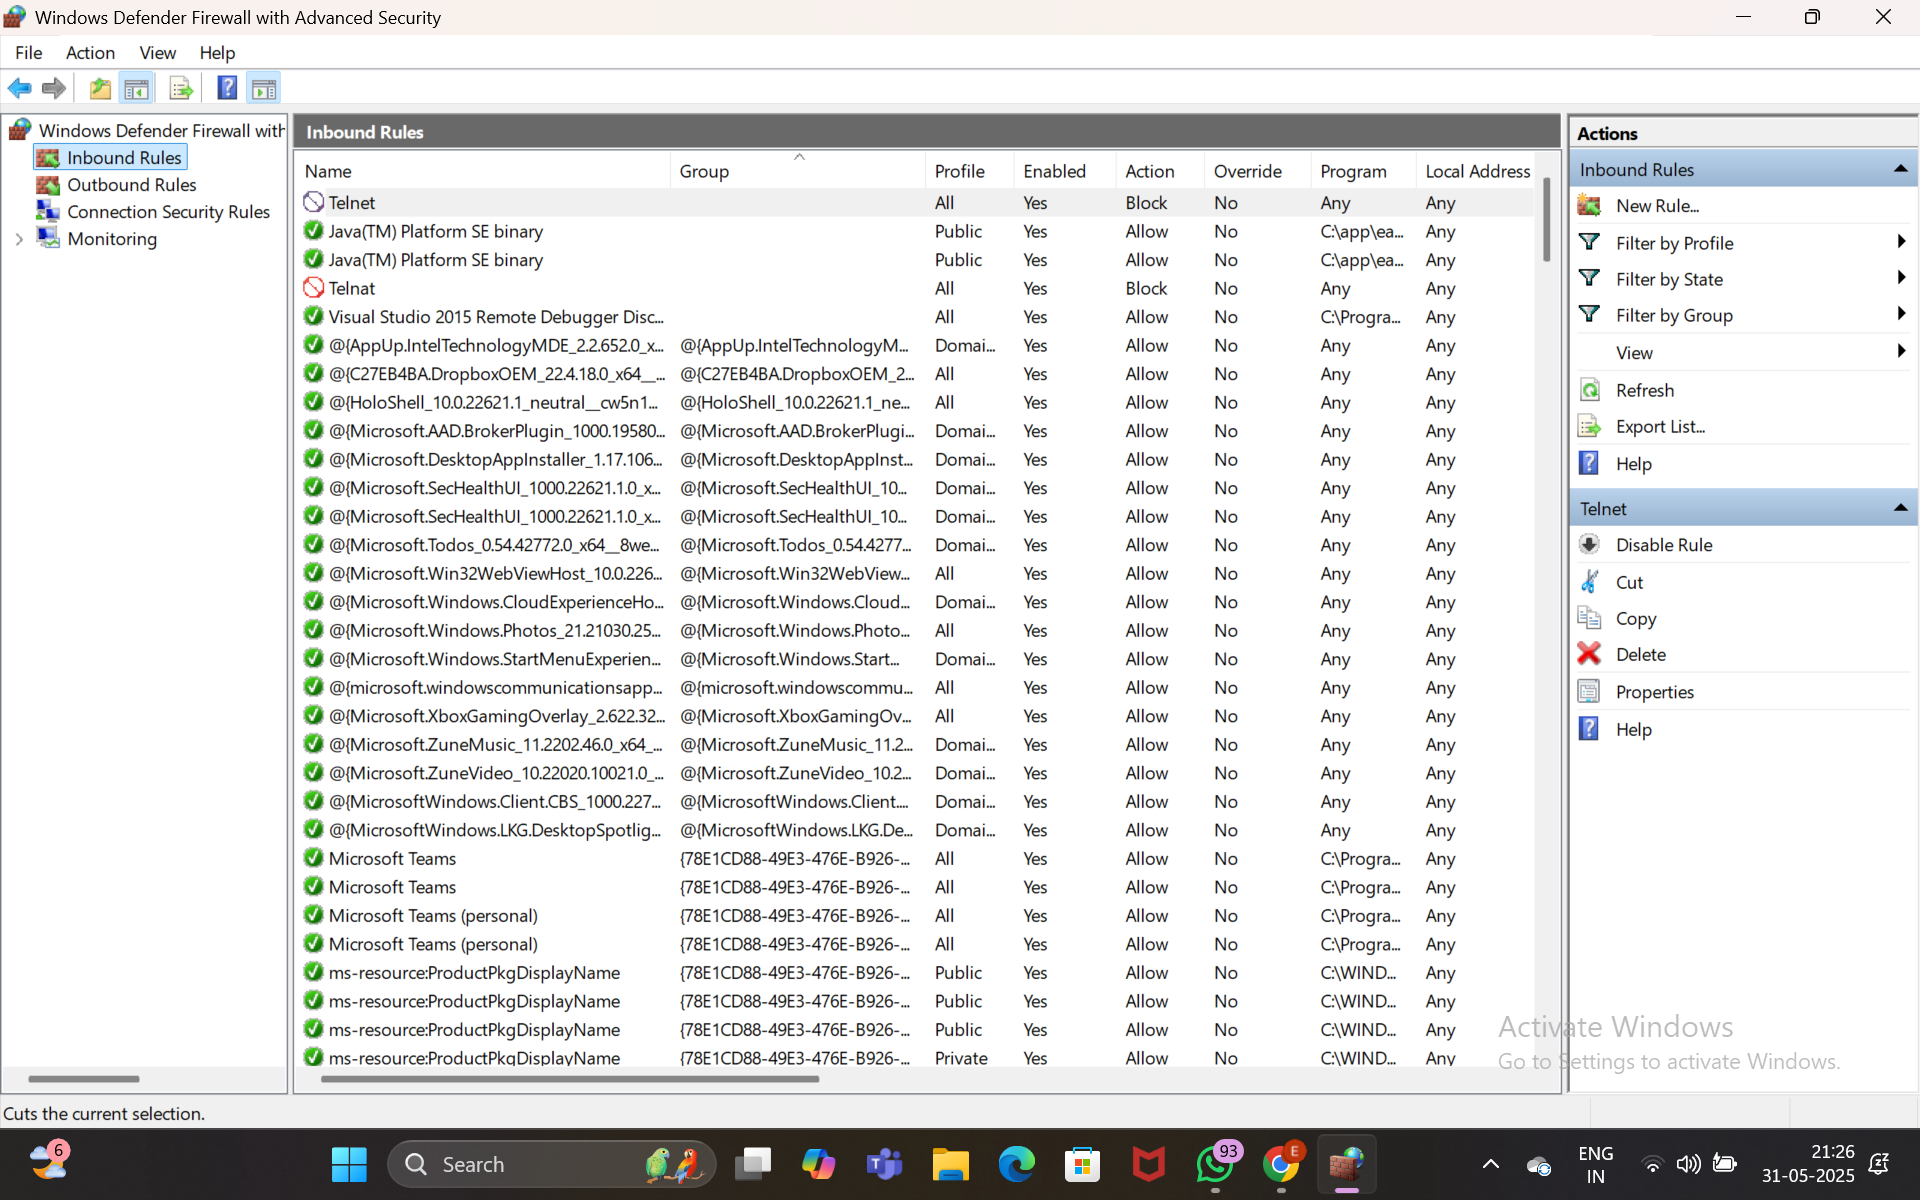 Windows Defender Firewall with Advanced Security
File Action View Help
Windows Defender Firewall with
Inbound Rules
Outbound Rules
Connection Security Rules
Monitoring
Inbound Rules
Name Group Profile Enabled Action Override Program Local Address
Telnet All Yes Block No Any Any
Java(TM) Platform SE binary Public Yes Allow No C:\app\ea... Any
Java(TM) Platform SE binary Public Yes Allow No C:\app\ea... Any
Telnat All Yes Block No Any Any
Visual Studio 2015 Remote Debugger Disc... All Yes Allow No C:\Progra... Any
@{AppUp.IntelTechnologyMDE_2.2.652.0_x... @{AppUp.IntelTechnologyM... Domai... Yes Allow No Any Any
@{C27EB4BA.DropboxOEM_22.4.18.0_x64__... @{C27EB4BA.DropboxOEM_2... All Yes Allow No Any Any
@{HoloShell_10.0.22621.1_neutral__cw5n1... @{HoloShell_10.0.22621.1_ne... All Yes Allow No Any Any
@{Microsoft.AAD.BrokerPlugin_1000.19580... @{Microsoft.AAD.BrokerPlugi... Domai... Yes Allow No Any Any
@{Microsoft.DesktopAppInstaller_1.17.106... @{Microsoft.DesktopAppInst... Domai... Yes Allow No Any Any
@{Microsoft.SecHealthUI_1000.22621.1.0_x... @{Microsoft.SecHealthUI_10... Domai... Yes Allow No Any Any
@{Microsoft.SecHealthUI_1000.22621.1.0_x... @{Microsoft.SecHealthUI_10... Domai... Yes Allow No Any Any
@{Microsoft.Todos_0.54.42772.0_x64__8we... @{Microsoft.Todos_0.54.4277... Domai... Yes Allow No Any Any
@{Microsoft.Win32WebViewHost_10.0.226... @{Microsoft.Win32WebView... All Yes Allow No Any Any
@{Microsoft.Windows.CloudExperienceHo... @{Microsoft.Windows.Cloud... Domai... Yes Allow No Any Any
@{Microsoft.Windows.Photos_21.21030.25... @{Microsoft.Windows.Photo... All Yes Allow No Any Any
@{Microsoft.Windows.StartMenuExperien... @{Microsoft.Windows.Start... Domai... Yes Allow No Any Any
@{microsoft.windowscommunicationsapp... @{microsoft.windowscommu... All Yes Allow No Any Any
@{Microsoft.XboxGamingOverlay_2.622.32... @{Microsoft.XboxGamingOv... All Yes Allow No Any Any
@{Microsoft.ZuneMusic_11.2202.46.0_x64_... @{Microsoft.ZuneMusic_11.2... Domai... Yes Allow No Any Any
@{Microsoft.ZuneVideo_10.22020.10021.0_... @{Microsoft.ZuneVideo_10.2... Domai... Yes Allow No Any Any
@{MicrosoftWindows.Client.CBS_1000.227... @{MicrosoftWindows.Client.... Domai... Yes Allow No Any Any
@{MicrosoftWindows.LKG.DesktopSpotlig... @{MicrosoftWindows.LKG.De... Domai... Yes Allow No Any Any
Microsoft Teams {78E1CD88-49E3-476E-B926-... All Yes Allow No C:\Progra... Any
Microsoft Teams {78E1CD88-49E3-476E-B926-... All Yes Allow No C:\Progra... Any
Microsoft Teams (personal) {78E1CD88-49E3-476E-B926-... All Yes Allow No C:\Progra... Any
Microsoft Teams (personal) {78E1CD88-49E3-476E-B926-... All Yes Allow No C:\Progra... Any
ms-resource:ProductPkgDisplayName {78E1CD88-49E3-476E-B926-... Public Yes Allow No C:\WIND... Any
ms-resource:ProductPkgDisplayName {78E1CD88-49E3-476E-B926-... Public Yes Allow No C:\WIND... Any
ms-resource:ProductPkgDisplayName {78E1CD88-49E3-476E-B926-... Public Yes Allow No C:\WIND... Any
ms-resource:ProductPkgDisplayName {78E1CD88-49E3-476E-B926-... Private Yes Allow No C:\WIND... Any
Actions
Inbound Rules
New Rule...
Filter by Profile
Filter by State
Filter by Group
View
Refresh
Export List...
Help
Telnet
Disable Rule
Cut
Copy
Delete
Properties
Help
Activate Windows
Go to Settings to activate Windows.
Cuts the current selection.
6
Search
93
E
ENG
IN
21:26
31-05-2025